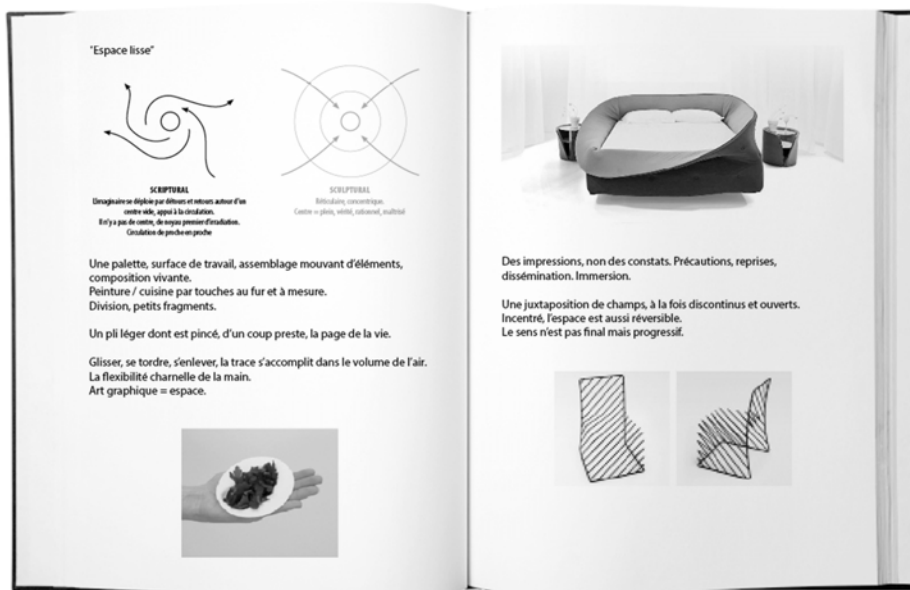 "Espace lisse"
SCRIPTURAL
L'imaginaire se déploie par détours et retours autour d'un
centre vide, appui à la circulation.
Il n'y a pas de centre, de noyau premier d'irradiation.
Circulation de proche en proche
SCULPTURAL
Réticulaire, concentrique.
Centre = plein, vérité, rationnel, maîtrisé
Une palette, surface de travail, assemblage mouvant d'éléments,
composition vivante.
Peinture / cuisine par touches au fur et à mesure.
Division, petits fragments.
Un pli léger dont est pincé, d'un coup preste, la page de la vie.
Glisser, se tordre, s'enlever, la trace s'accomplit dans le volume de l'air.
La flexibilité charnelle de la main.
Art graphique = espace.
Des impressions, non des constats. Précautions, reprises,
dissémination. Immersion.
Une juxtaposition de champs, à la fois discontinus et ouverts.
Incentré, l'espace est aussi réversible.
Le sens n'est pas final mais progressif.